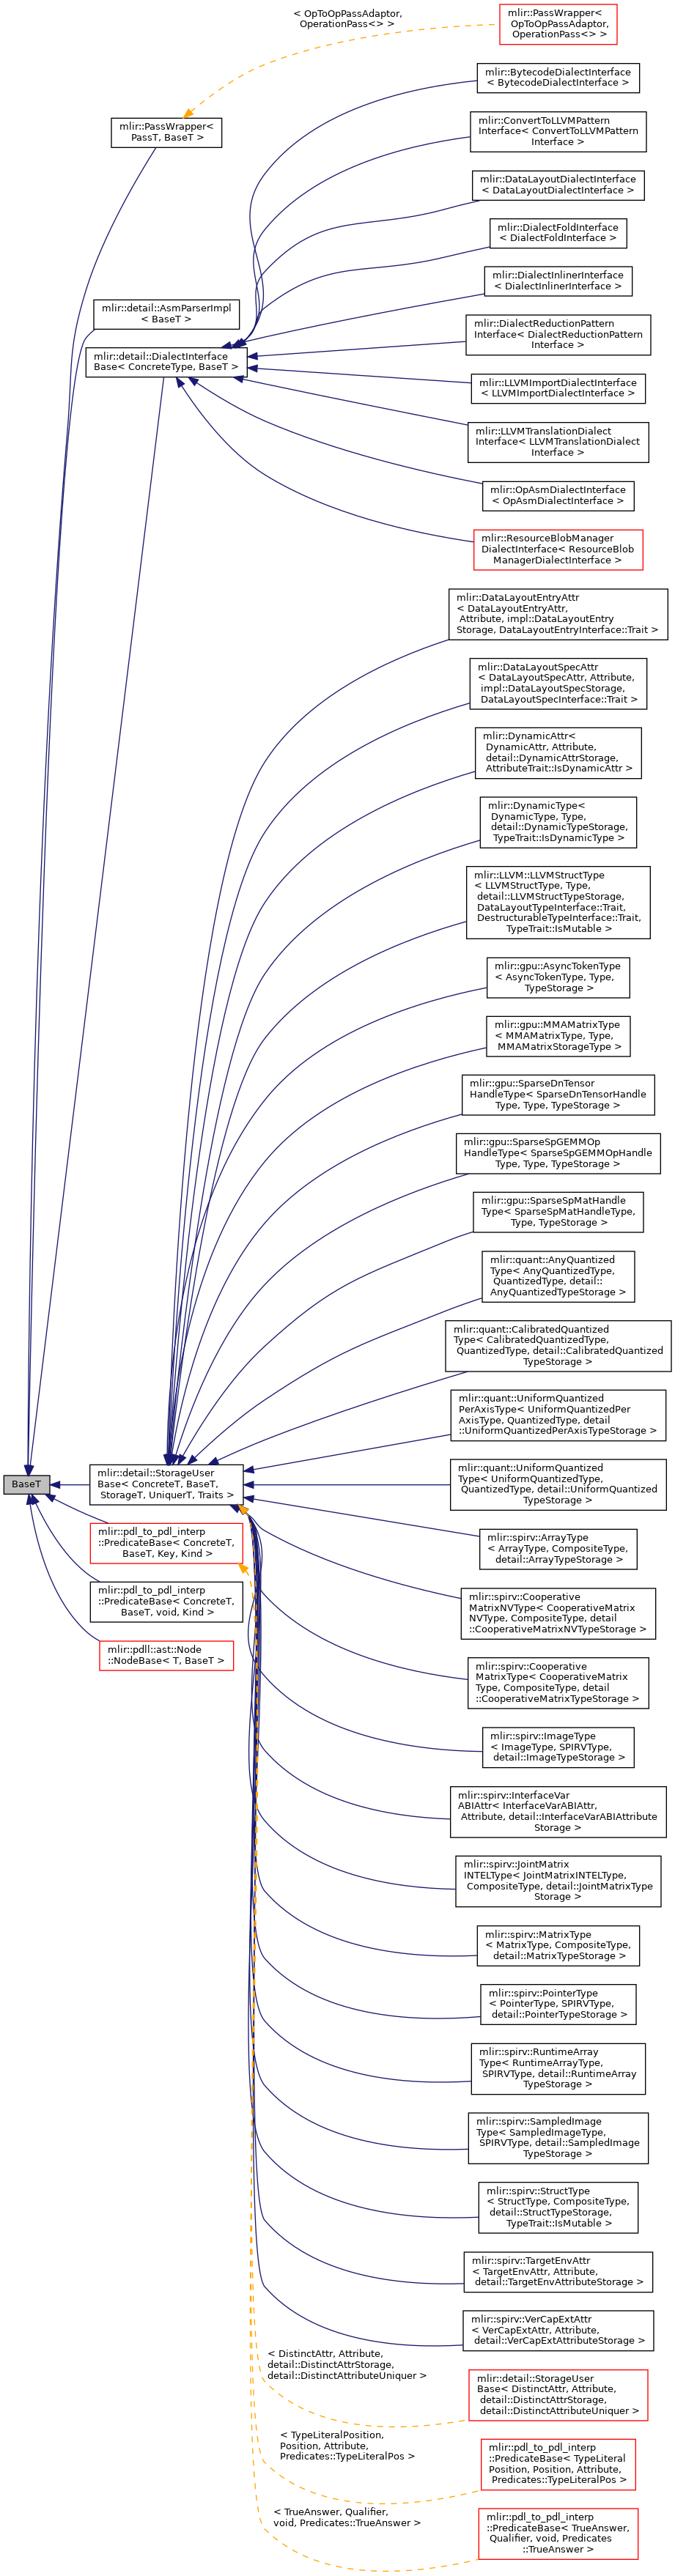 < OpToOpPassAdaptor,
OperationPass<> >
mlir::PassWrapper<
OpToOpPassAdaptor,
OperationPass<> >
mlir::PassWrapper<
PassT, BaseT >
mlir::BytecodeDialectInterface
< BytecodeDialectInterface >
mlir::ConvertToLLVMPattern
Interface< ConvertToLLVMPattern
Interface >
mlir::DataLayoutDialectInterface
< DataLayoutDialectInterface >
mlir::DialectFoldInterface
< DialectFoldInterface >
mlir::DialectInlinerInterface
< DialectInlinerInterface >
mlir::detail::AsmParserImpl
< BaseT >
mlir::DialectReductionPattern
Interface< DialectReductionPattern
Interface >
mlir::detail::DialectInterface
Base< ConcreteType, BaseT >
mlir::LLVMImportDialectInterface
< LLVMImportDialectInterface >
mlir::LLVMTranslationDialect
Interface< LLVMTranslationDialect
Interface >
mlir::OpAsmDialectInterface
< OpAsmDialectInterface >
mlir::ResourceBlobManager
DialectInterface< ResourceBlob
ManagerDialectInterface >
mlir::DataLayoutEntryAttr
< DataLayoutEntryAttr,
Attribute, impl::DataLayoutEntry
Storage, DataLayoutEntryInterface::Trait >
mlir::DataLayoutSpecAttr
< DataLayoutSpecAttr, Attribute,
impl::DataLayoutSpecStorage,
DataLayoutSpecInterface::Trait >
mlir::DynamicAttr<
DynamicAttr, Attribute,
detail::DynamicAttrStorage,
AttributeTrait::IsDynamicAttr >
mlir::DynamicType<
DynamicType, Type,
detail::DynamicTypeStorage,
TypeTrait::IsDynamicType >
mlir::LLVM::LLVMStructType
< LLVMStructType, Type,
detail::LLVMStructTypeStorage,
DataLayoutTypeInterface::Trait,
DestructurableTypeInterface::Trait,
TypeTrait::IsMutable >
mlir::gpu::AsyncTokenType
< AsyncTokenType, Type,
TypeStorage >
mlir::gpu::MMAMatrixType
< MMAMatrixType, Type,
MMAMatrixStorageType >
mlir::gpu::SparseDnTensor
HandleType< SparseDnTensorHandle
Type, Type, TypeStorage >
mlir::gpu::SparseSpGEMMOp
HandleType< SparseSpGEMMOpHandle
Type, Type, TypeStorage >
mlir::gpu::SparseSpMatHandle
Type< SparseSpMatHandleType,
Type, TypeStorage >
mlir::quant::AnyQuantized
Type< AnyQuantizedType,
QuantizedType, detail::
AnyQuantizedTypeStorage >
mlir::quant::CalibratedQuantized
Type< CalibratedQuantizedType,
QuantizedType, detail::CalibratedQuantized
TypeStorage >
mlir::quant::UniformQuantized
PerAxisType< UniformQuantizedPer
AxisType, QuantizedType, detail
::UniformQuantizedPerAxisTypeStorage >
BaseT
mlir::detail::StorageUser
Base< ConcreteT, BaseT,
StorageT, UniquerT, Traits >
mlir::quant::UniformQuantized
Type< UniformQuantizedType,
QuantizedType, detail::UniformQuantized
TypeStorage >
mlir::pdl_to_pdl_interp
::PredicateBase< ConcreteT,
BaseT, Key, Kind >
mlir::spirv::ArrayType
< ArrayType, CompositeType,
detail::ArrayTypeStorage >
mlir::pdl_to_pdl_interp
::PredicateBase< ConcreteT,
BaseT, void, Kind >
mlir::spirv::Cooperative
MatrixNVType< CooperativeMatrix
NVType, CompositeType, detail
::CooperativeMatrixNVTypeStorage >
mlir::pdll::ast::Node
::NodeBase< T, BaseT >
mlir::spirv::Cooperative
MatrixType< CooperativeMatrix
Type, CompositeType, detail
::CooperativeMatrixTypeStorage >
mlir::spirv::ImageType
< ImageType, SPIRVType,
detail::ImageTypeStorage >
mlir::spirv::InterfaceVar
ABIAttr< InterfaceVarABIAttr,
Attribute, detail::InterfaceVarABIAttribute
Storage >
mlir::spirv::JointMatrix
INTELType< JointMatrixINTELType,
CompositeType, detail::JointMatrixType
Storage >
mlir::spirv::MatrixType
< MatrixType, CompositeType,
detail::MatrixTypeStorage >
mlir::spirv::PointerType
< PointerType, SPIRVType,
detail::PointerTypeStorage >
mlir::spirv::RuntimeArray
Type< RuntimeArrayType,
SPIRVType, detail::RuntimeArray
TypeStorage >
mlir::spirv::SampledImage
Type< SampledImageType,
SPIRVType, detail::SampledImage
TypeStorage >
mlir::spirv::StructType
< StructType, CompositeType,
detail::StructTypeStorage,
TypeTrait::IsMutable >
mlir::spirv::TargetEnvAttr
< TargetEnvAttr, Attribute,
detail::TargetEnvAttributeStorage >
mlir::spirv::VerCapExtAttr
< VerCapExtAttr, Attribute,
detail::VerCapExtAttributeStorage >
< DistinctAttr, Attribute,
detail::DistinctAttrStorage,
detail::DistinctAttributeUniquer >
mlir::detail::StorageUser
Base< DistinctAttr, Attribute,
detail::DistinctAttrStorage,
detail::DistinctAttributeUniquer >
< TypeLiteralPosition,
Position, Attribute,
Predicates::TypeLiteralPos >
mlir::pdl_to_pdl_interp
::PredicateBase< TypeLiteral
Position, Position, Attribute,
Predicates::TypeLiteralPos >
< TrueAnswer, Qualifier,
void, Predicates::TrueAnswer >
mlir::pdl_to_pdl_interp
::PredicateBase< TrueAnswer,
Qualifier, void, Predicates
::TrueAnswer >